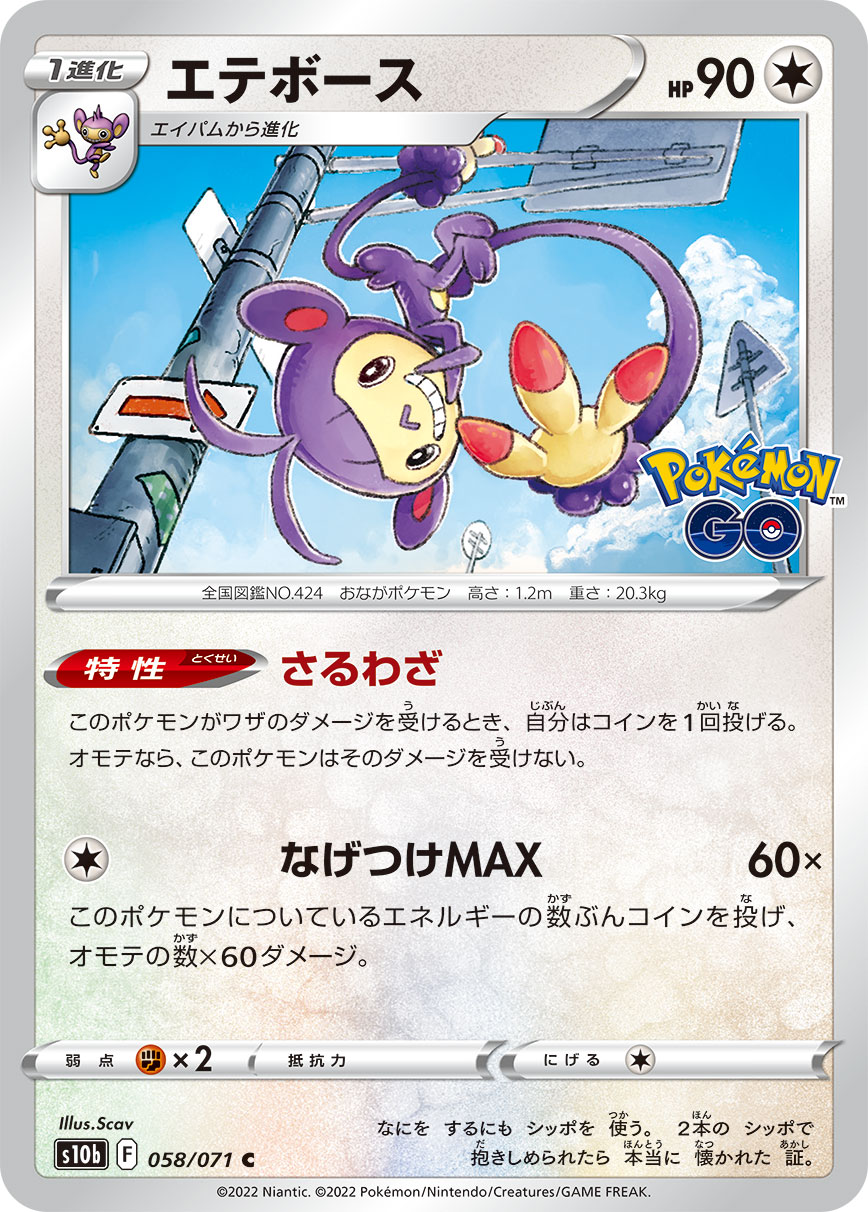 1進化
エテボース
HP 90
エイパムから進化
POKéMON™
GO
全国図鑑NO.424 おながポケモン 高さ：1.2m 重さ：20.3kg
特性 とくせい さるわざ
このポケモンがワザのダメージを受けるとき、自分はコインを1回投げる。
オモテなら、このポケモンはそのダメージを受けない。
なげつけMAX 60×
このポケモンについているエネルギーの数ぶんコインを投げ、
オモテの数×60ダメージ。
弱点 ×2 抵抗力 にげる
Illus.Scav
なにを するにも シッポを 使う。 2本の シッポで
抱きしめられたら 本当に 懐かれた 証。
s10b F 058/071 C
©2022 Niantic. ©2022 Pokémon/Nintendo/Creatures/GAME FREAK.